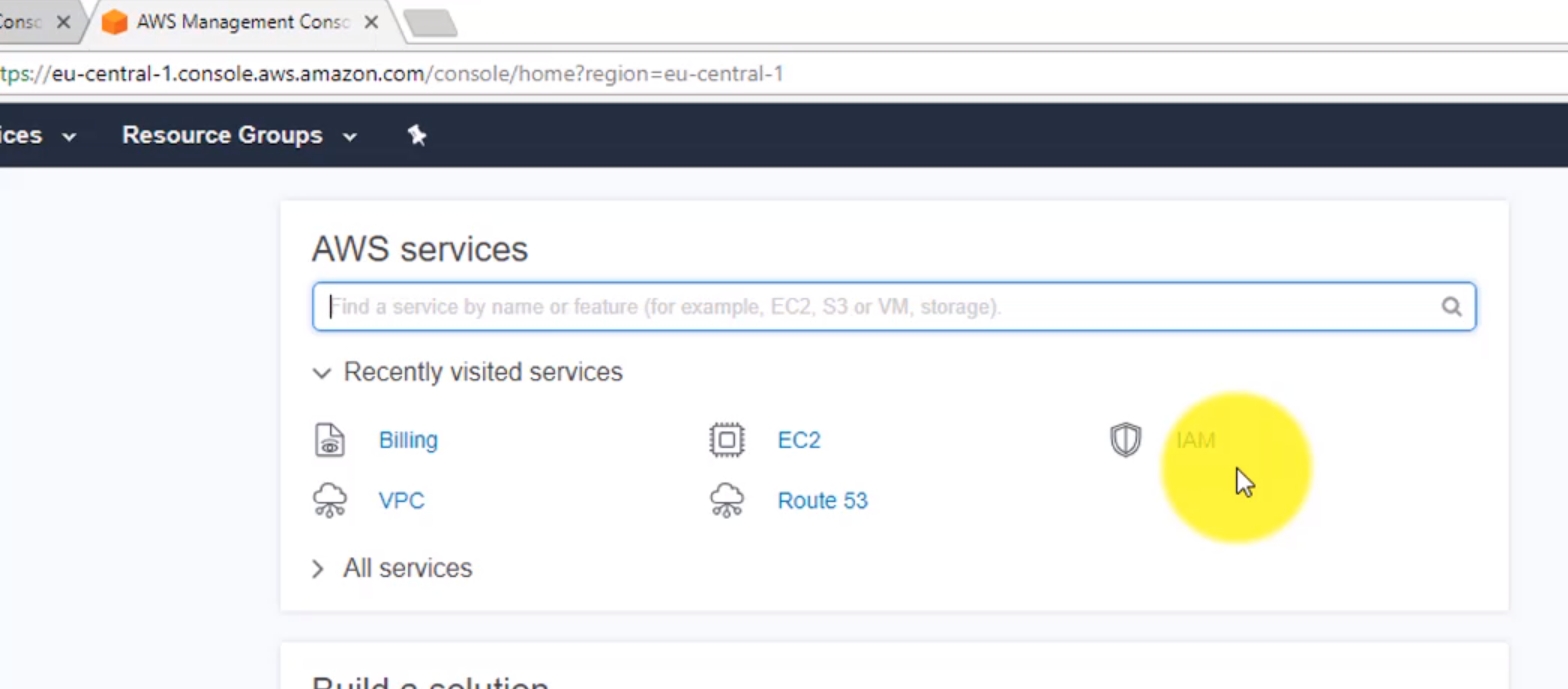 Consc AWS Management Consc
tps://eu-central-1.console.aws.amazon.com/console/home?region=eu-central-1
ices Resource Groups
AWS services
Find a service by name or feature (for example, EC2, S3 or VM, storage).
Recently visited services
Billing EC2 IAM
VPC Route 53
All services
Build a solution